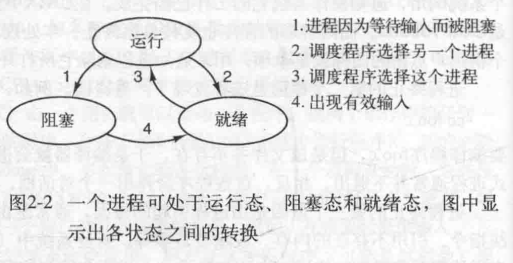 运行
1
3
2
阻塞
4
就绪
1.进程因为等待输入而被阻塞
2.调度程序选择另一个进程
3.调度程序选择这个进程
4.出现有效输入
图2-2 一个进程可处于运行态、阻塞态和就绪态，图中显
示出各状态之间的转换